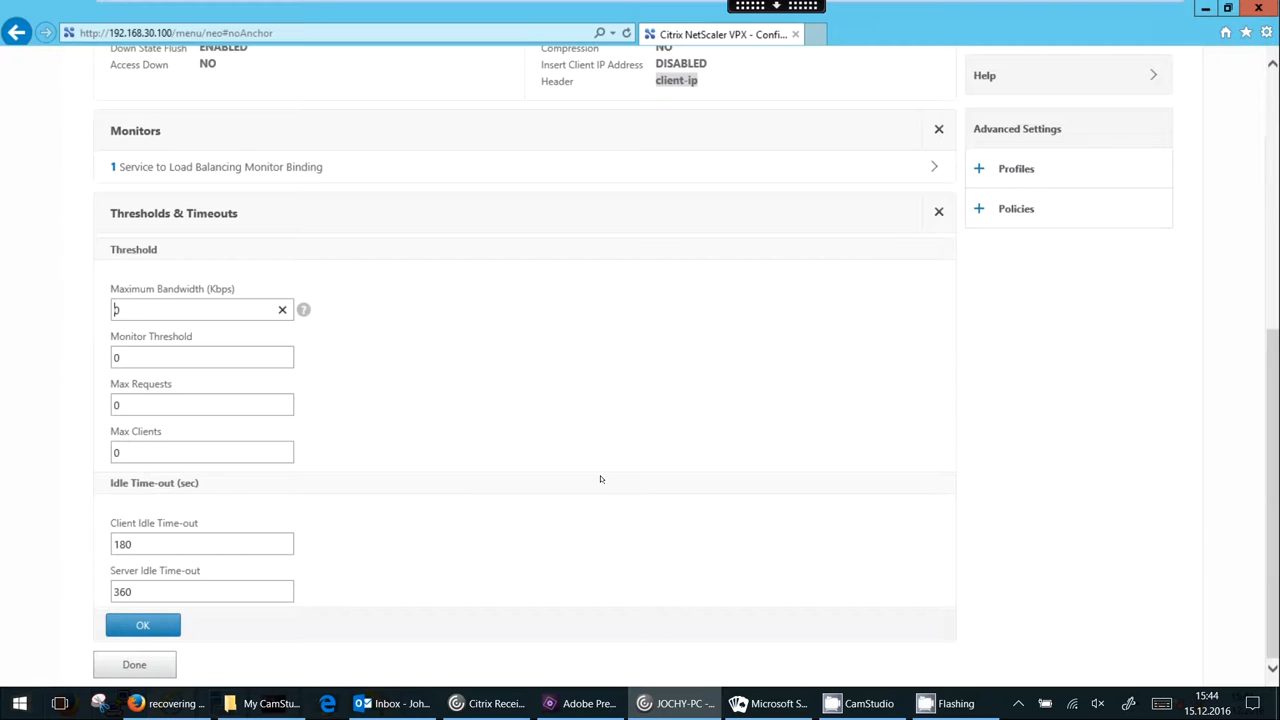 http://192.168.30.100/menu/neo#noAnchor
Citrix NetScaler VPX - Confi...
Down State Flush ENABLED
Access Down NO
Compression NO
Insert Client IP Address DISABLED
Header client-ip
Help
Monitors
Advanced Settings
1 Service to Load Balancing Monitor Binding
Profiles
Policies
Thresholds & Timeouts
Threshold
Maximum Bandwidth (Kbps)
0
Monitor Threshold
0
Max Requests
0
Max Clients
0
Idle Time-out (sec)
Client Idle Time-out
180
Server Idle Time-out
360
OK
Done
recovering ...
My CamStu...
Inbox - Joh...
Citrix Recei...
Adobe Pre...
JOCHY-PC -...
Microsoft S...
CamStudio
Flashing
15:44
15.12.2016